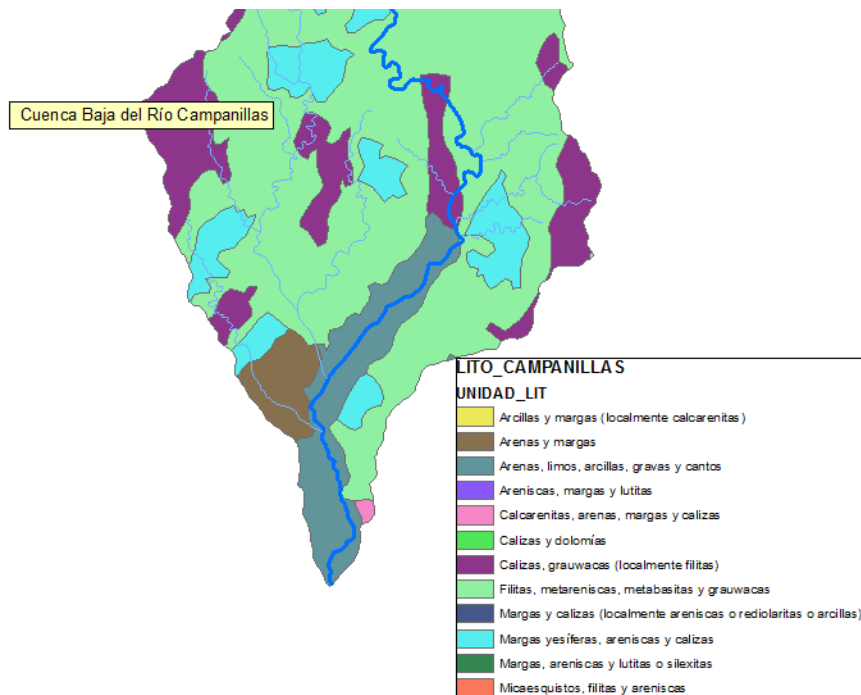 Cuenca Baja del Río Campanillas
LITO_CAMPANILLAS
UNIDAD_LIT
Arcillas y margas (localmente calcarenitas)
Arenas y margas
Arenas, limos, arcillas, gravas y cantos
Areniscas, margas y lutitas
Calcarenitas, arenas, margas y calizas
Calizas y dolomías
Calizas, grauwacas (localmente filitas)
Filitas, metareniscas, metabasitas y grauwacas
Margas y calizas (localmente areniscas o rediolaritas o arcillas)
Margas yesíferas, areniscas y calizas
Margas, areniscas y lutitas o silexitas
Micaesquistos, filitas y areniscas